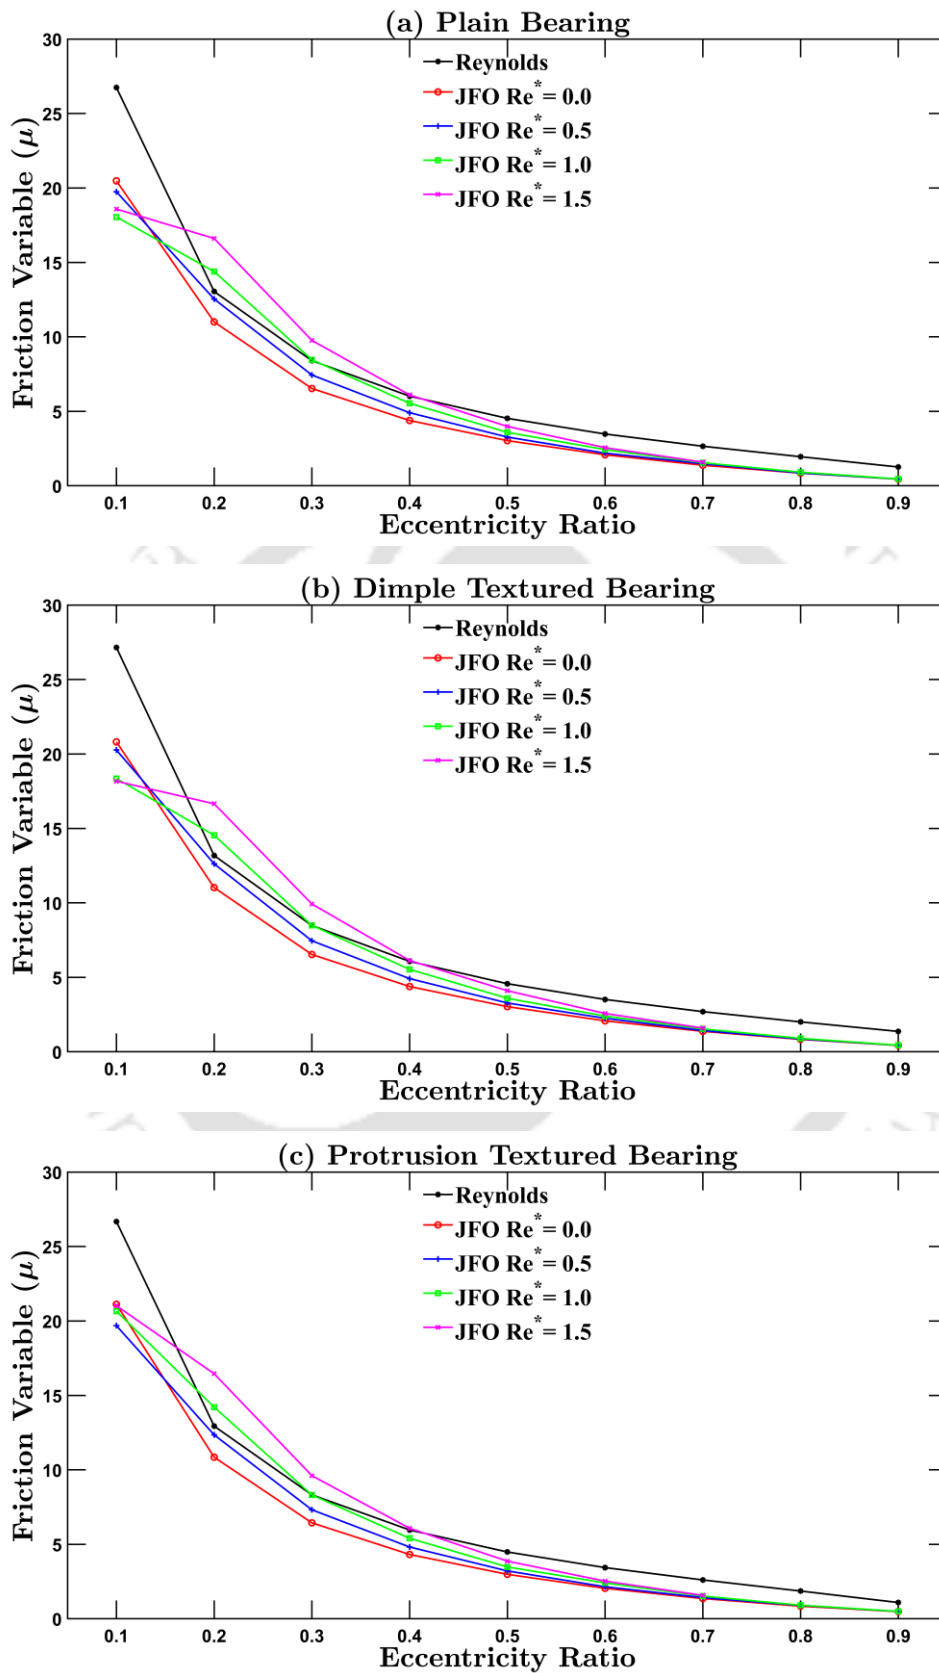 (a) Plain Bearing
Friction Variable (μ)
30
25
20
15
10
5
0
Reynolds
JFO Re* = 0.0
JFO Re* = 0.5
JFO Re* = 1.0
JFO Re* = 1.5
0.1 0.2 0.3 0.4 0.5 0.6 0.7 0.8 0.9
Eccentricity Ratio
(b) Dimple Textured Bearing
Friction Variable (μ)
30
25
20
15
10
5
0
Reynolds
JFO Re* = 0.0
JFO Re* = 0.5
JFO Re* = 1.0
JFO Re* = 1.5
0.1 0.2 0.3 0.4 0.5 0.6 0.7 0.8 0.9
Eccentricity Ratio
(c) Protrusion Textured Bearing
Friction Variable (μ)
30
25
20
15
10
5
0
Reynolds
JFO Re* = 0.0
JFO Re* = 0.5
JFO Re* = 1.0
JFO Re* = 1.5
0.1 0.2 0.3 0.4 0.5 0.6 0.7 0.8 0.9
Eccentricity Ratio